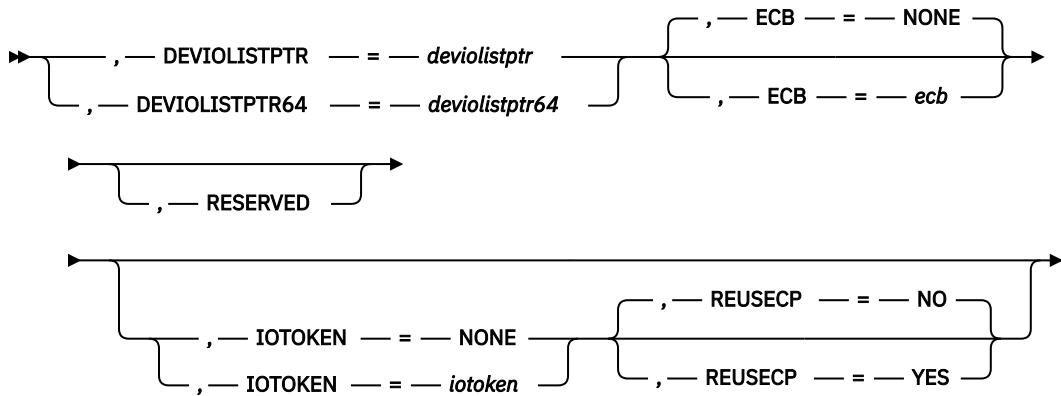 , ECB = NONE
, DEVIOLISTPTR = deviolistptr
, ECB = ecb
, DEVIOLISTPTR64 = deviolistptr64
, RESERVED
, REUSECP = NO
, IOTOKEN = NONE
, REUSECP = YES
, IOTOKEN = iotoken